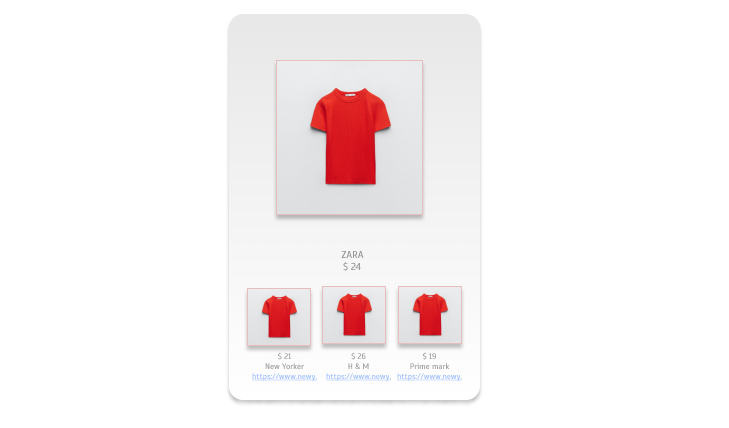 ZARA
$ 24
$ 21
New Yorker
https://www.newy.
$ 26
H & M
https://www.newy.
$ 19
Prime mark
https://www.newy.